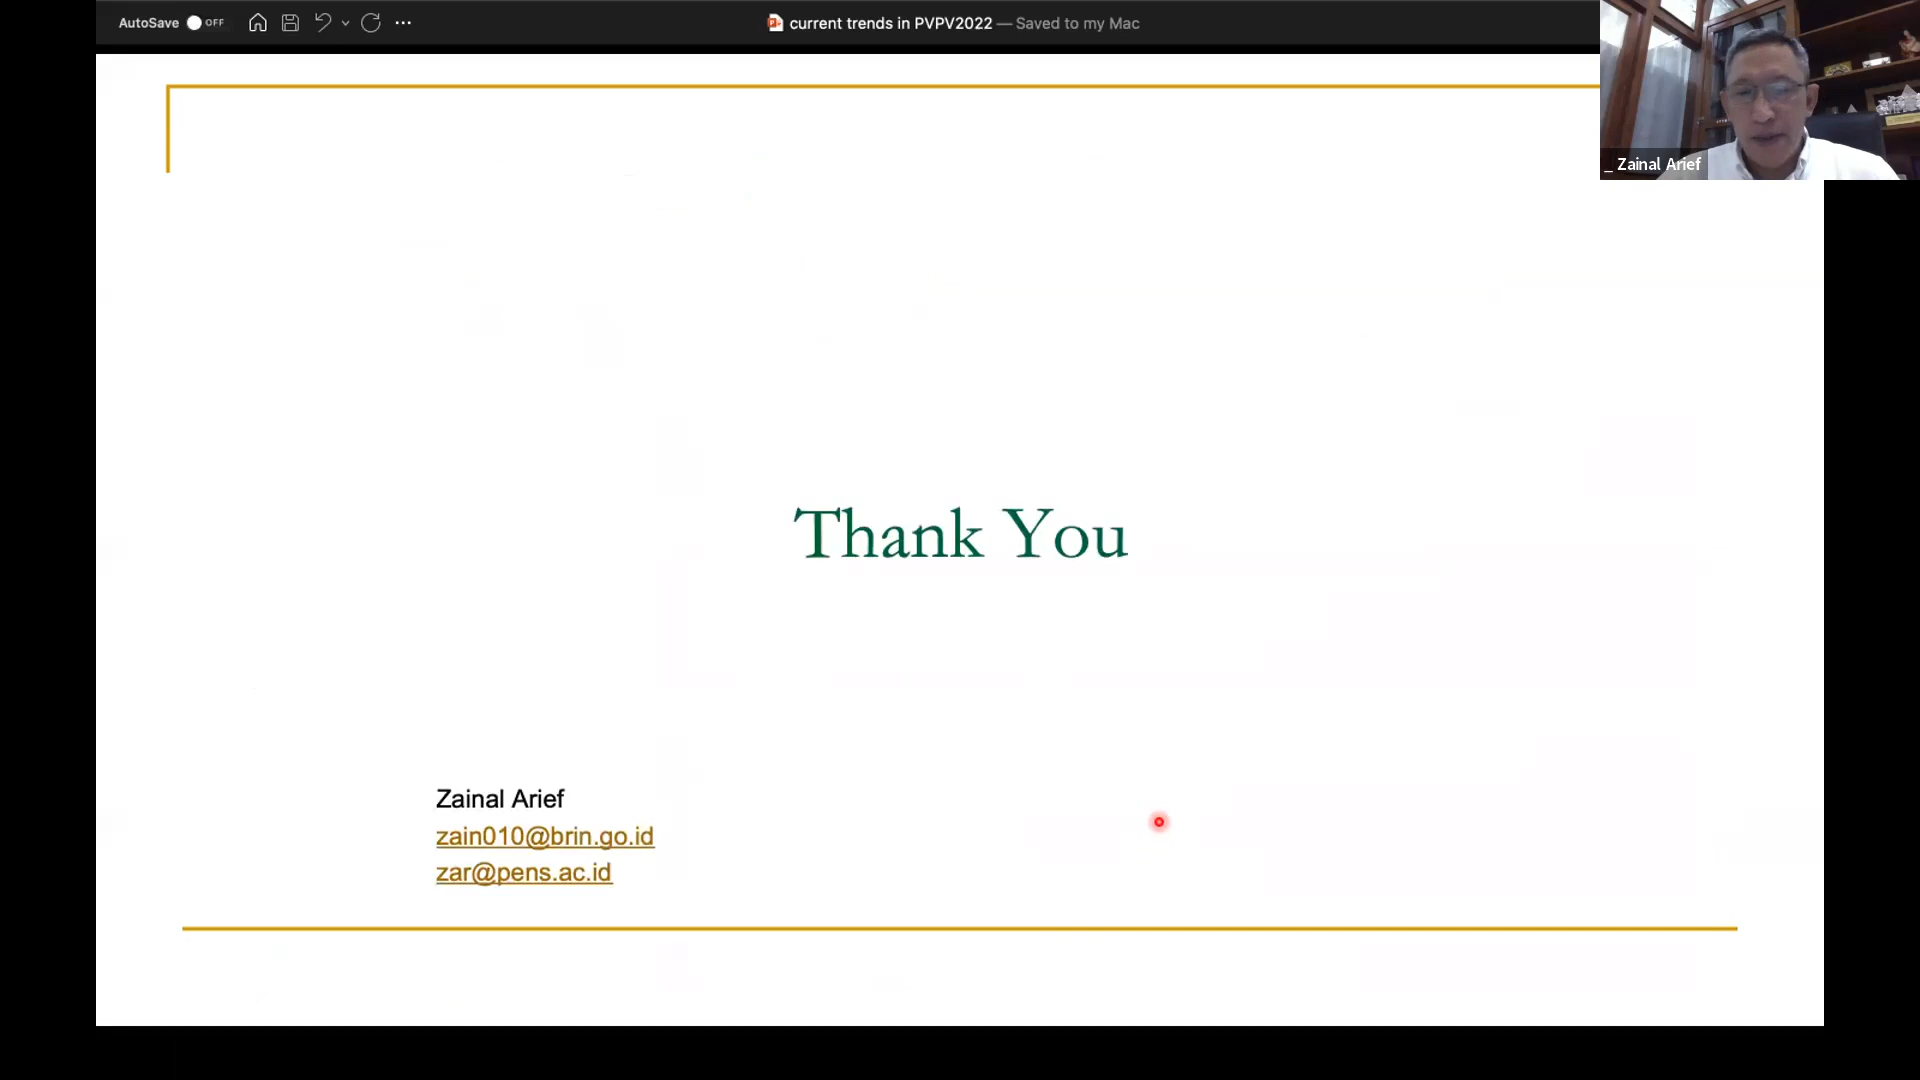 AutoSave OFF
current trends in PVPV2022 — Saved to my Mac
_ Zainal Arief
Thank You
Zainal Arief
zain010@brin.go.id
zar@pens.ac.id